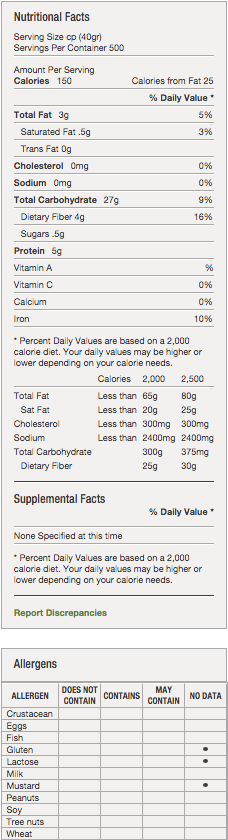 Nutritional Facts
Serving Size cp (40gr)
Servings Per Container 500
Amount Per Serving
Calories 150 Calories from Fat 25
% Daily Value *
Total Fat 3g 5%
Saturated Fat .5g 3%
Trans Fat 0g
Cholesterol 0mg 0%
Sodium 0mg 0%
Total Carbohydrate 27g 9%
Dietary Fiber 4g 16%
Sugars .5g
Protein 5g
Vitamin A %
Vitamin C 0%
Calcium 0%
Iron 10%
* Percent Daily Values are based on a 2,000
calorie diet. Your daily values may be higher or
lower depending on your calorie needs.
Calories 2,000 2,500
Total Fat Less than 65g 80g
Sat Fat Less than 20g 25g
Cholesterol Less than 300mg 300mg
Sodium Less than 2400mg 2400mg
Total Carbohydrate 300g 375mg
Dietary Fiber 25g 30g
Supplemental Facts
% Daily Value *
None Specified at this time
* Percent Daily Values are based on a 2,000
calorie diet. Your daily values may be higher or
lower depending on your calorie needs.
Report Discrepancies
Allergens
ALLERGEN DOES NOT CONTAIN CONTAINS MAY CONTAIN NO DATA
Crustacean
Eggs
Fish
Gluten •
Lactose •
Milk
Mustard •
Peanuts
Soy
Tree nuts
Wheat